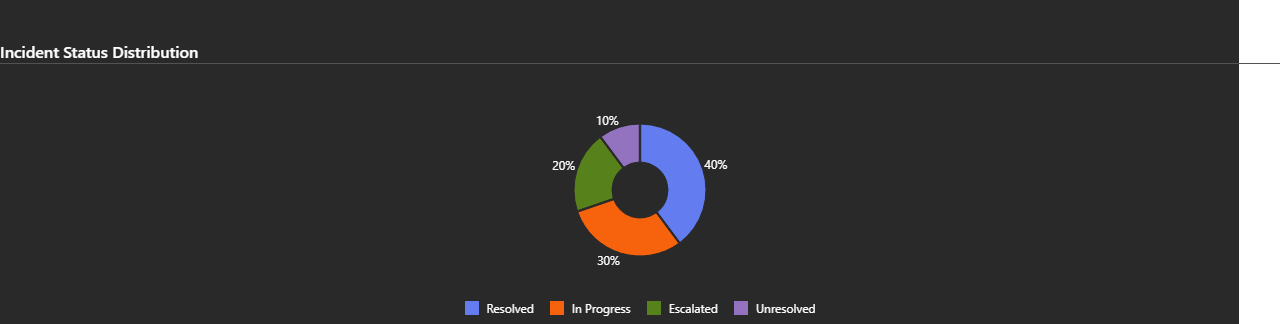 Incident Status Distribution
10%
40%
20%
30%
Resolved In Progress Escalated Unresolved